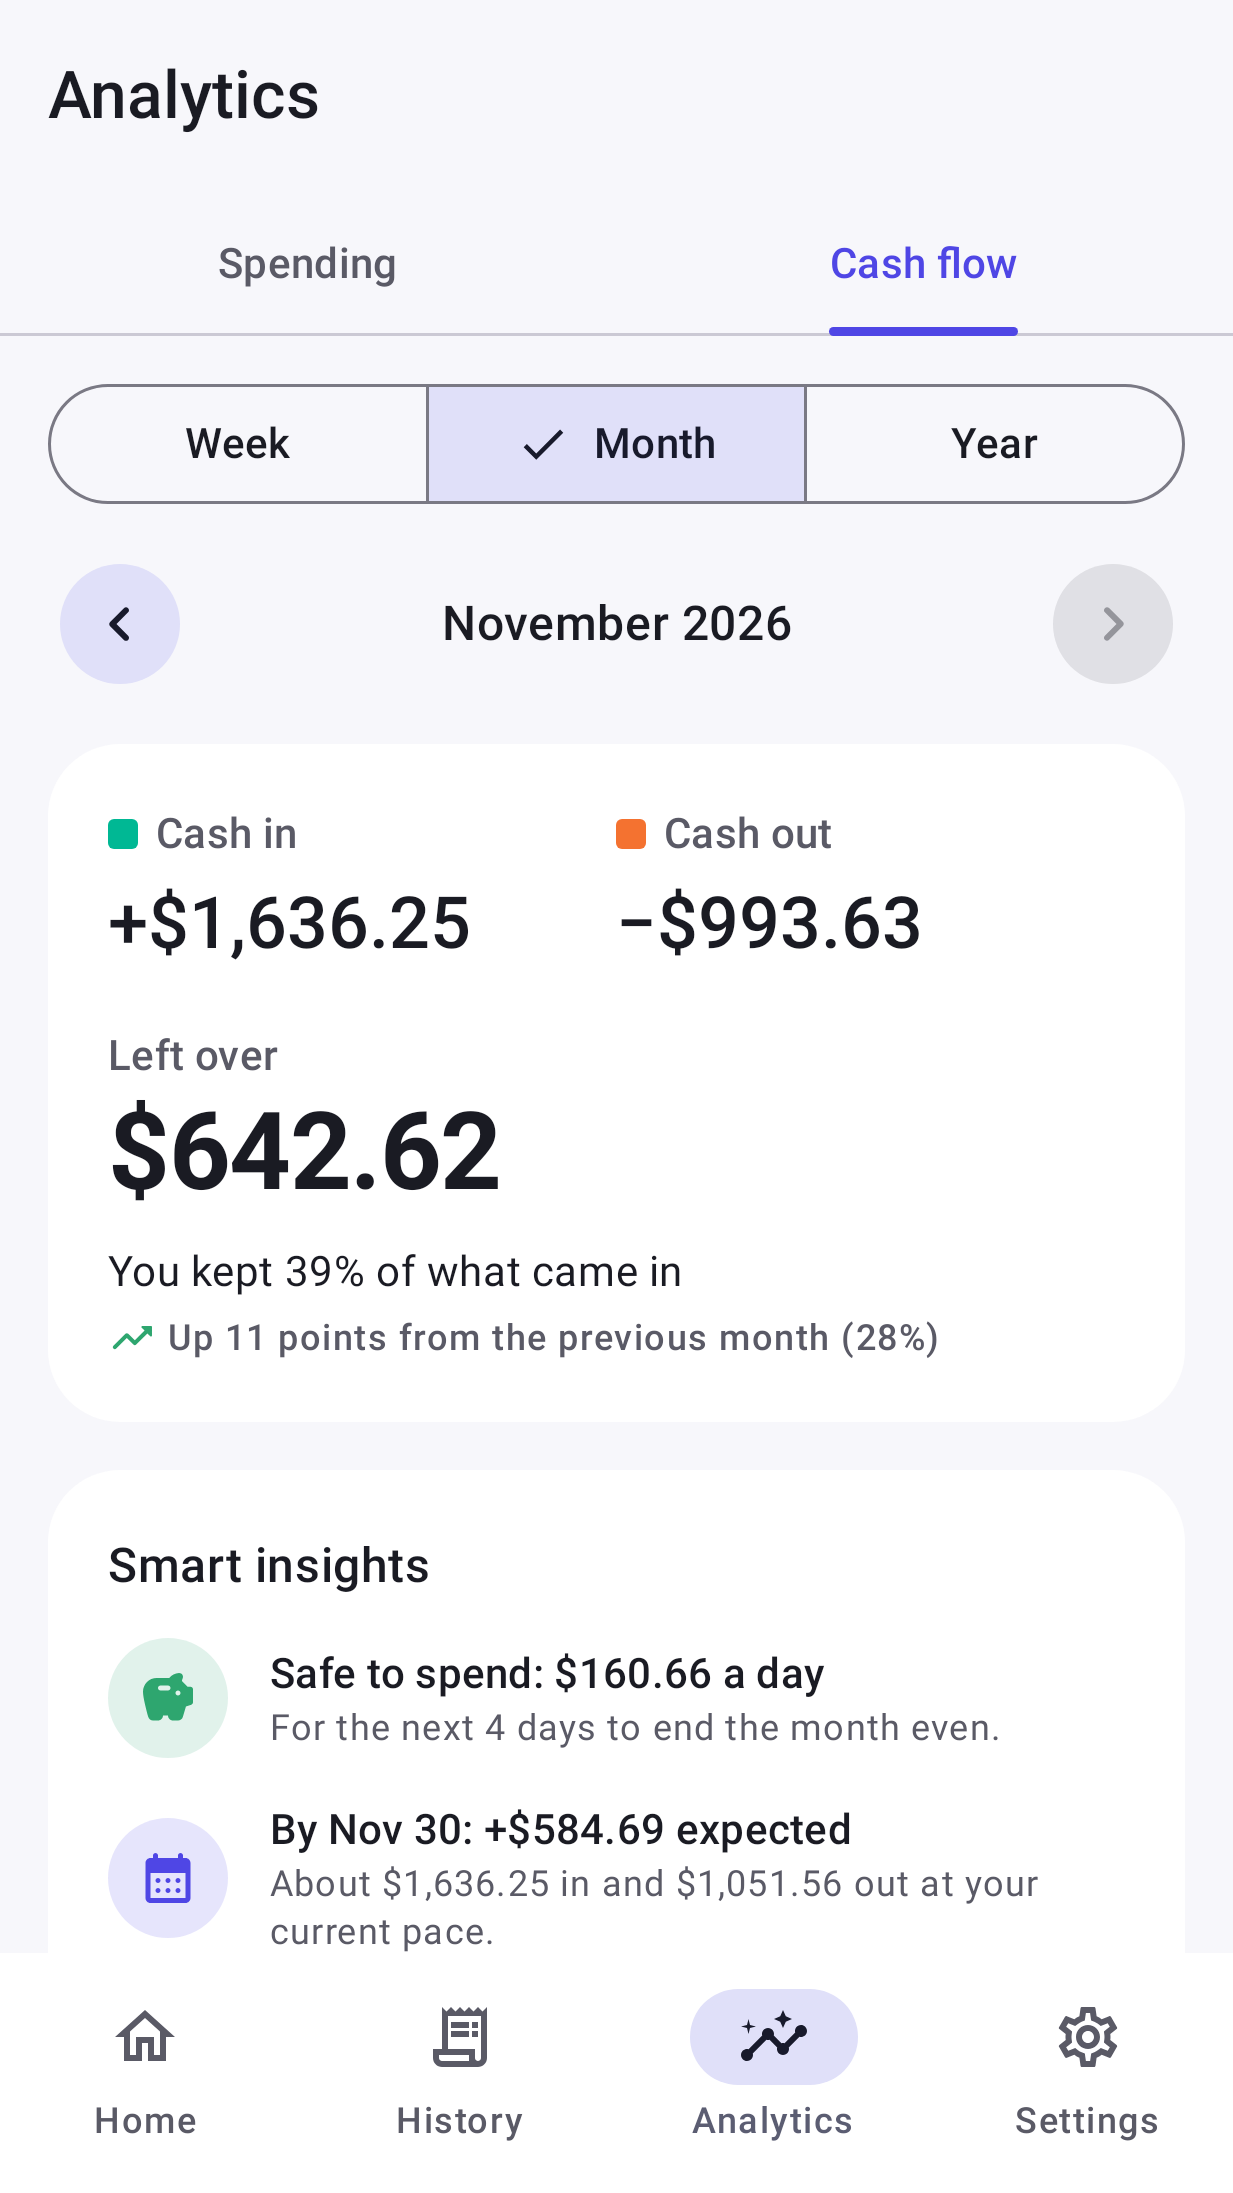 Analytics
Spending
Cash flow
Week
Month
Year
November 2026
Cash in
Cash out
+$1,636.25
−$993.63
Left over
$642.62
You kept 39% of what came in
Up 11 points from the previous month (28%)
Smart insights
Safe to spend: $160.66 a day
For the next 4 days to end the month even.
By Nov 30: +$584.69 expected
About $1,636.25 in and $1,051.56 out at your
current pace.
Home
History
Analytics
Settings